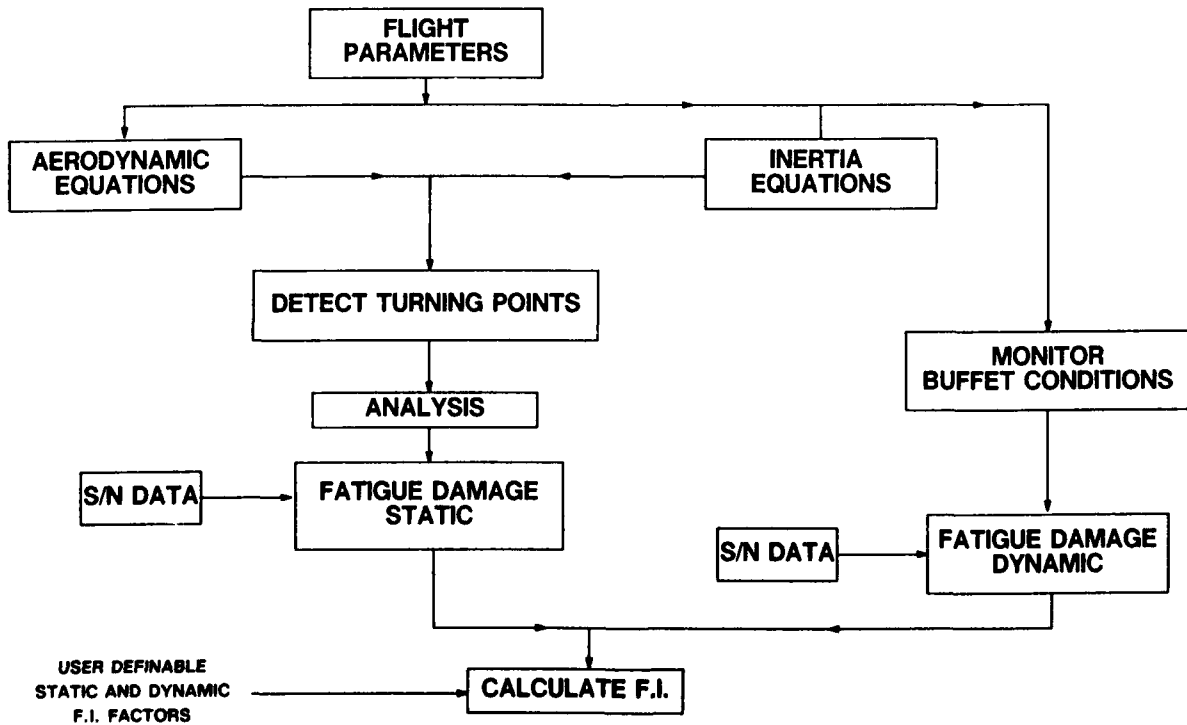 FLIGHT
PARAMETERS
AERODYNAMIC
EQUATIONS
INERTIA
EQUATIONS
DETECT TURNING POINTS
MONITOR
BUFFET CONDITIONS
ANALYSIS
S/N DATA
FATIGUE DAMAGE
STATIC
S/N DATA
FATIGUE DAMAGE
DYNAMIC
USER DEFINABLE
STATIC AND DYNAMIC
F.I. FACTORS
CALCULATE F.I.